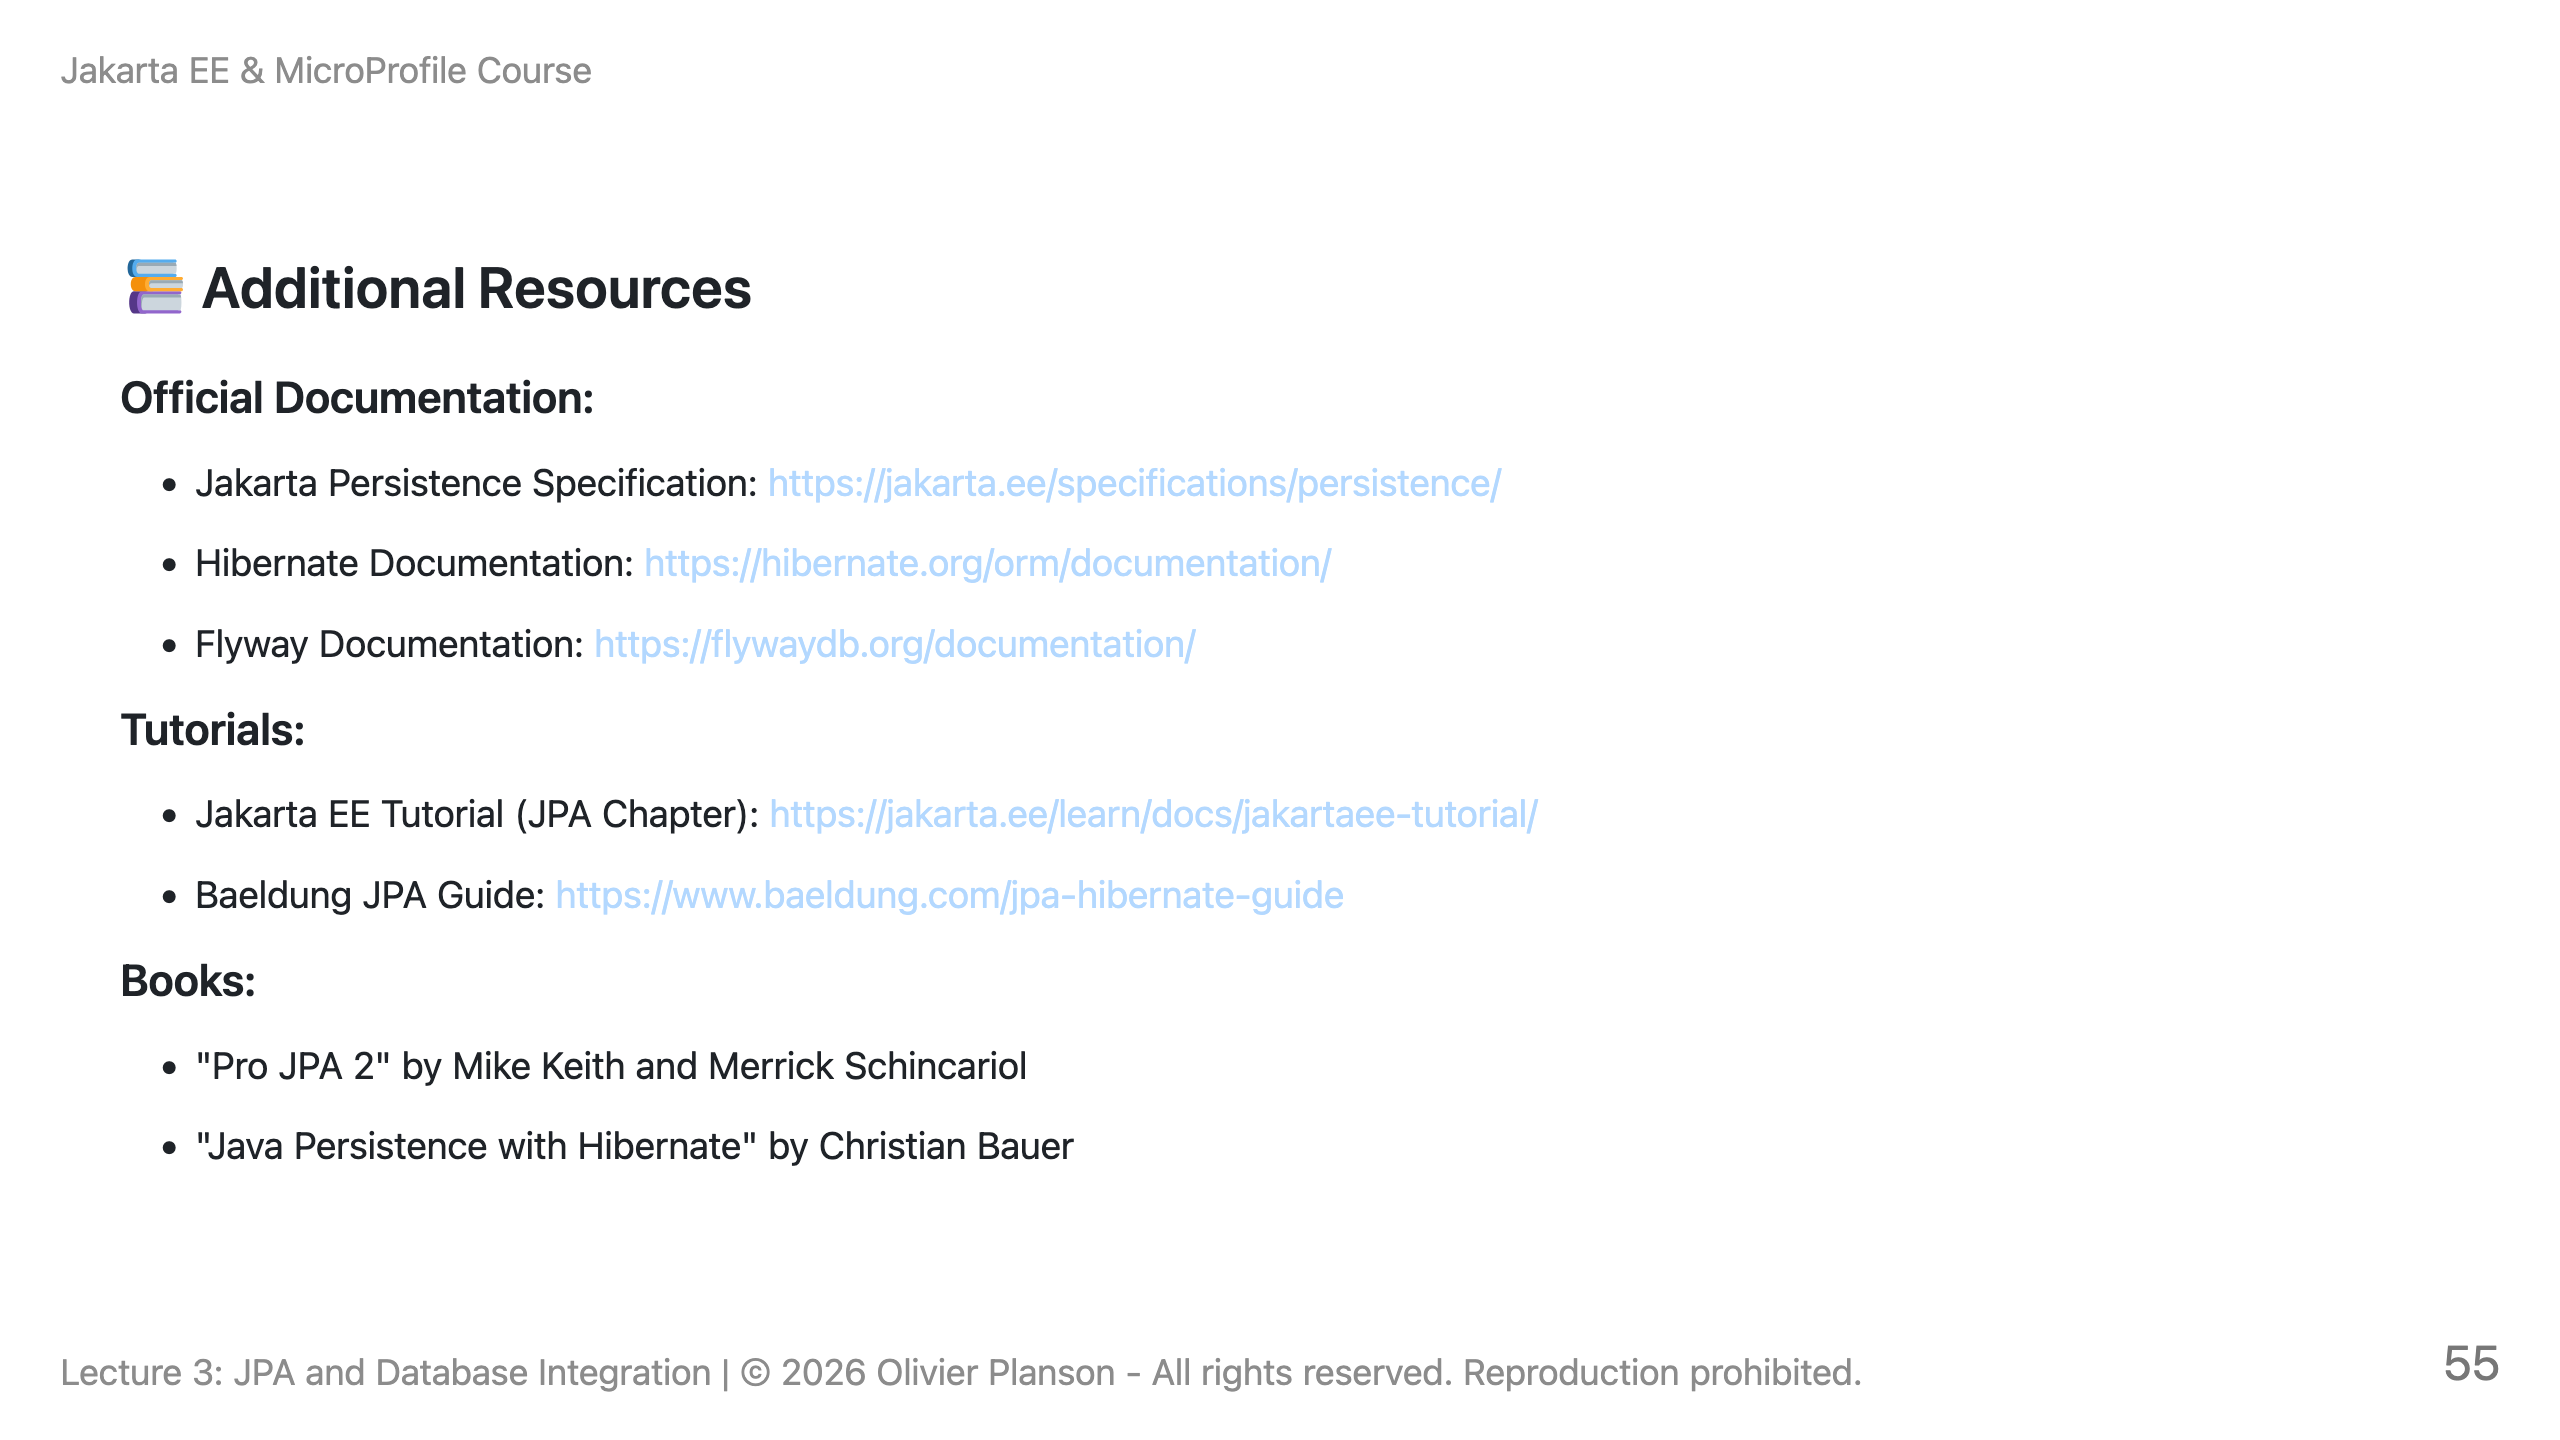 Jakarta EE & MicroProfile Course
📚 Additional Resources
Official Documentation:
• Jakarta Persistence Specification: https://jakarta.ee/specifications/persistence/
• Hibernate Documentation: https://hibernate.org/orm/documentation/
• Flyway Documentation: https://flywaydb.org/documentation/
Tutorials:
• Jakarta EE Tutorial (JPA Chapter): https://jakarta.ee/learn/docs/jakartaee-tutorial/
• Baeldung JPA Guide: https://www.baeldung.com/jpa-hibernate-guide
Books:
• "Pro JPA 2" by Mike Keith and Merrick Schincariol
• "Java Persistence with Hibernate" by Christian Bauer
Lecture 3: JPA and Database Integration | © 2026 Olivier Planson - All rights reserved. Reproduction prohibited.
55